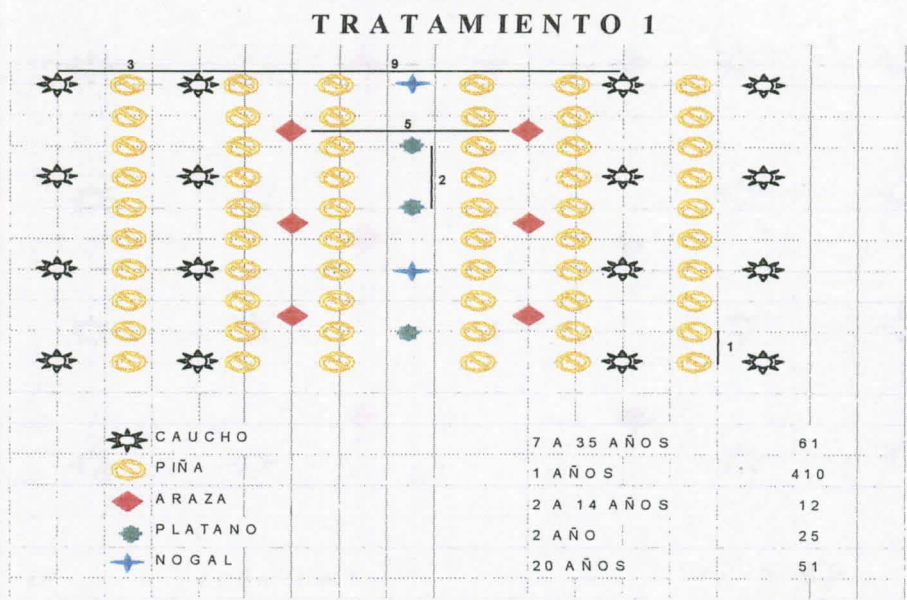 TRATAMIENTO 1
3 9
5
2
1
CAUCHO 7 A 35 AÑOS 61
PIÑA 1 AÑOS 410
ARAZA 2 A 14 AÑOS 12
PLATANO 2 AÑO 25
NOGAL 20 AÑOS 51